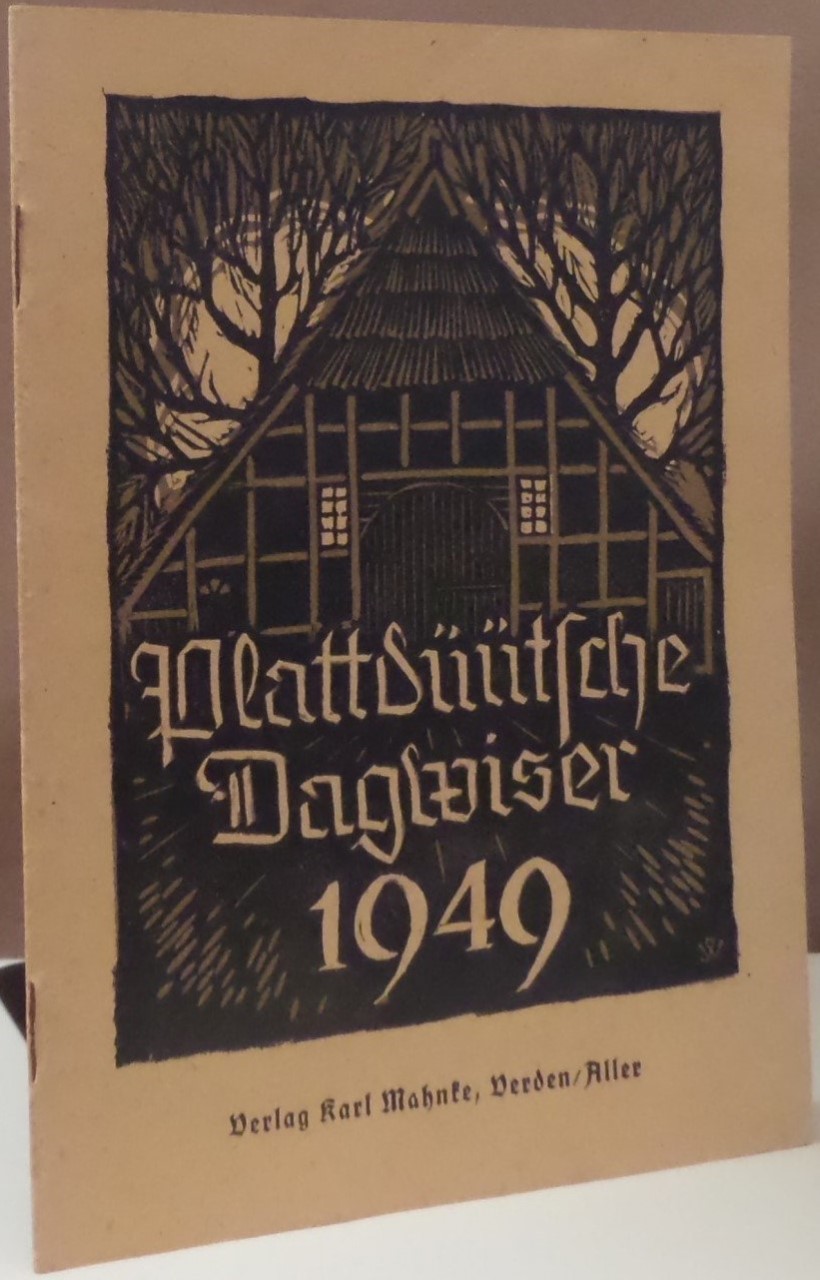 Plattdüütsche
Dagwiser
1949
Verlag Karl Mahnke, Verden/Aller